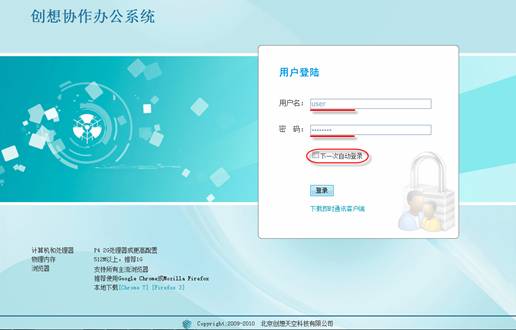 创想协作办公系统
用户登陆
用户名： user
密　码： ········
下一次自动登录
登录
下载即时通讯客户端
计算机和处理器 P4 2G处理器或更高配置
物理内存 512M以上，推荐1G
浏览器 支持所有主流浏览器
推荐使用Google Chrome或Mozilla Firefox
本地下载[Chrome 7] [Firefox 3]
Copyright:2009-2010 北京创想天空科技有限公司